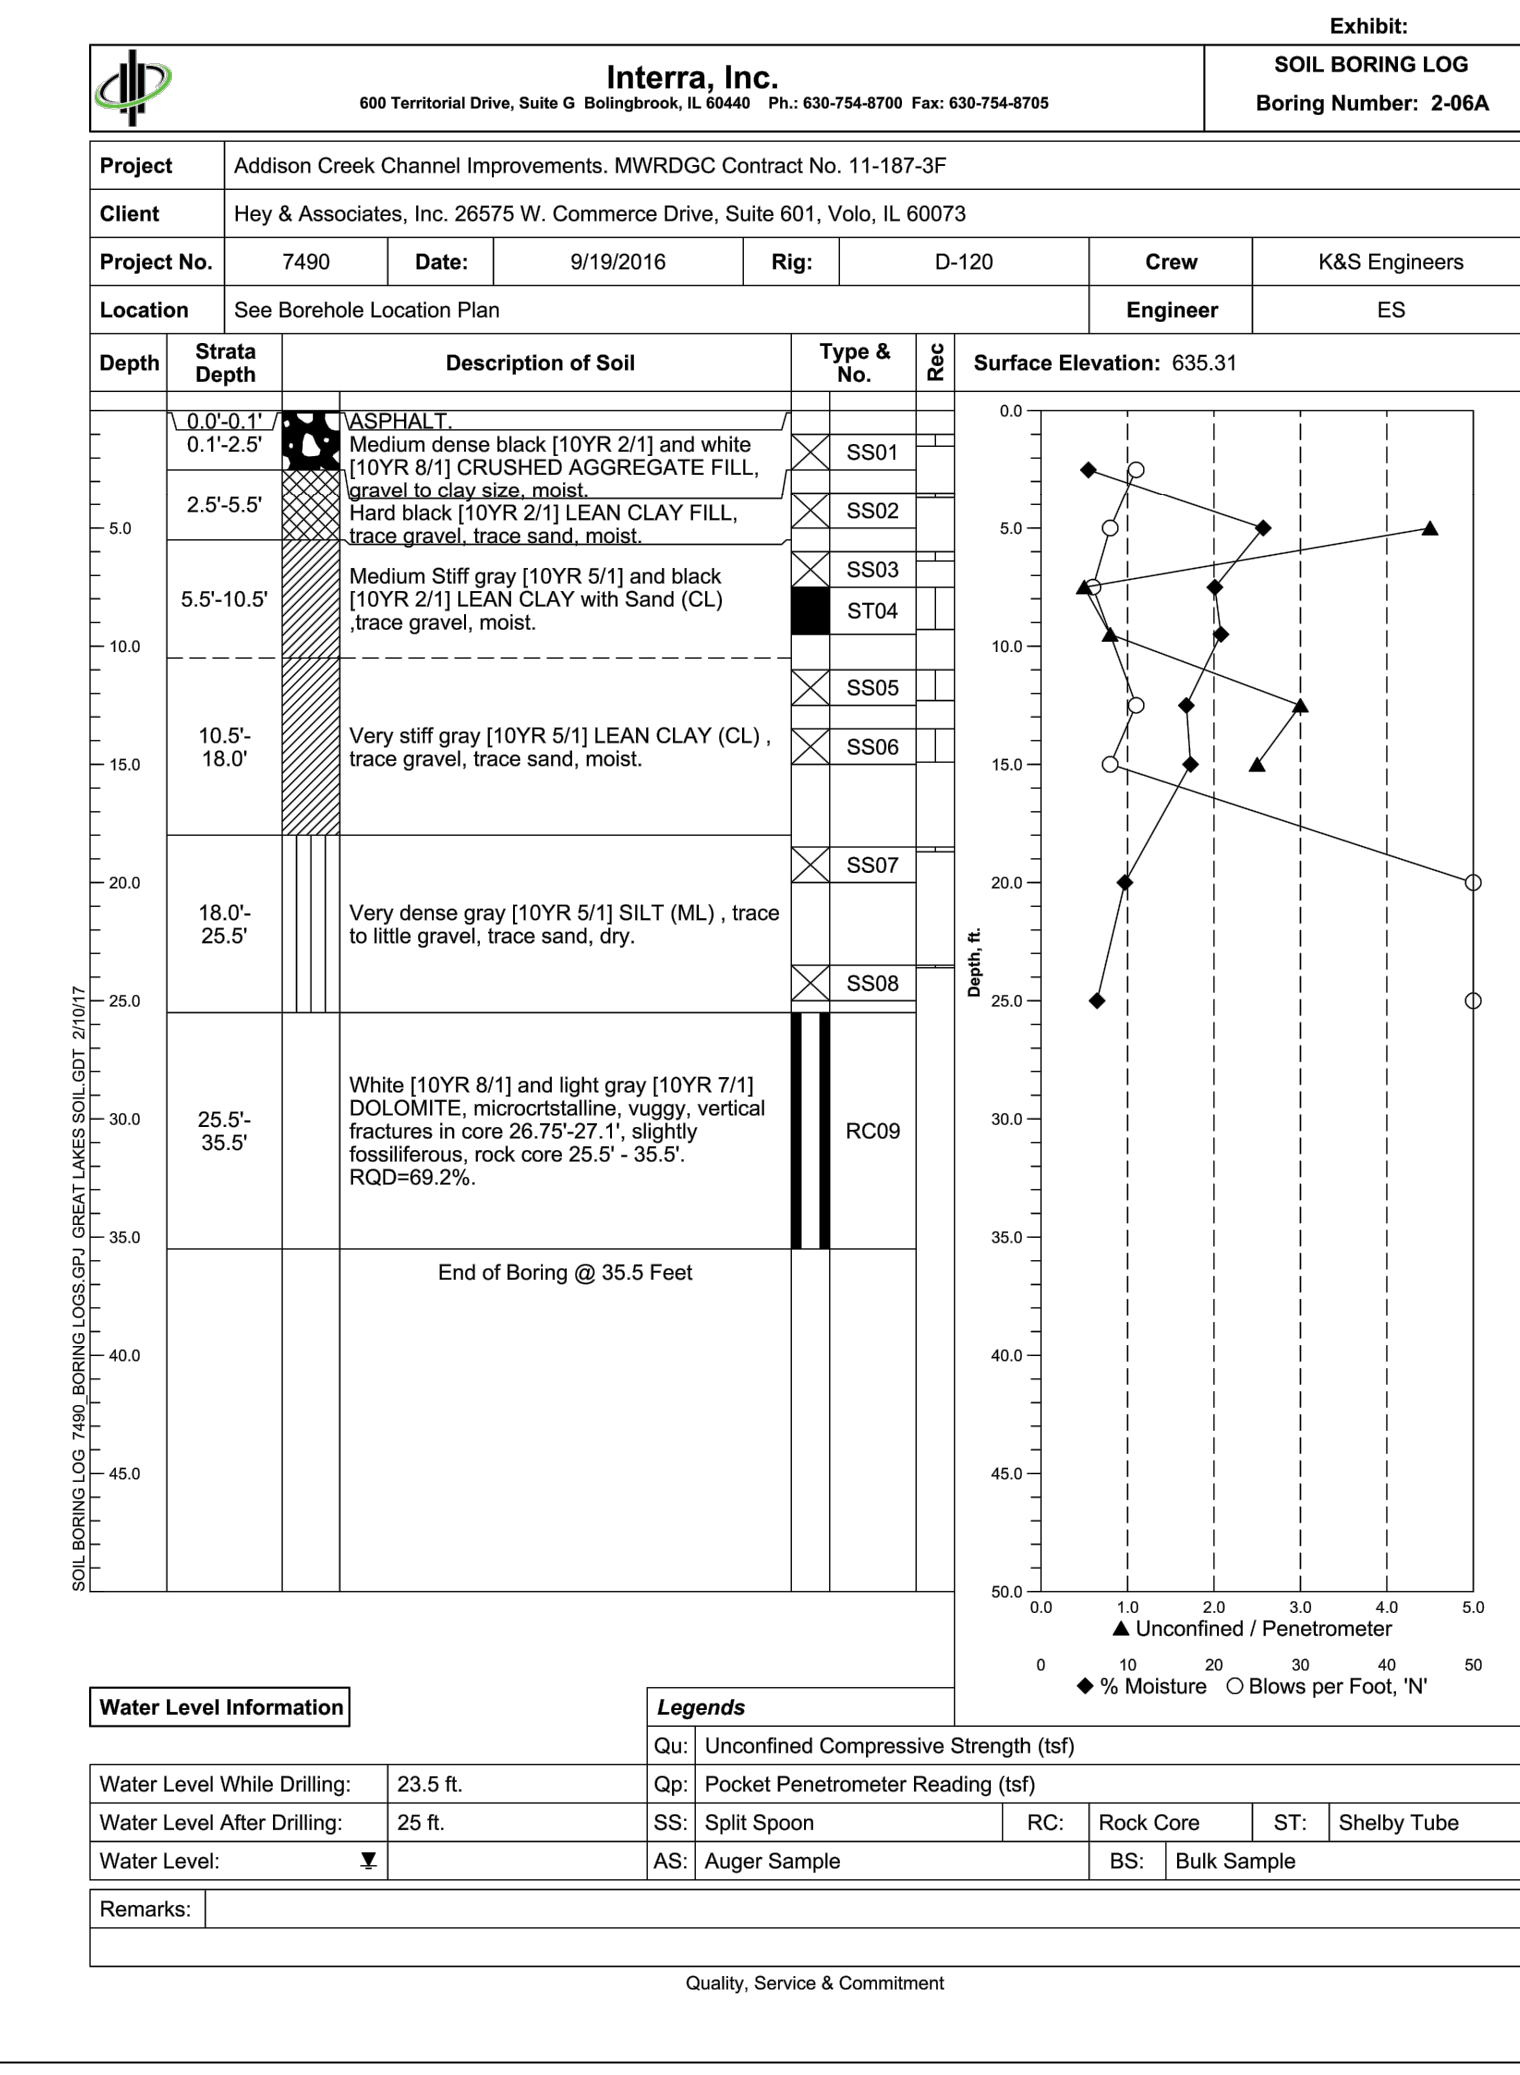 Exhibit:
Interra, Inc.
600 Territorial Drive, Suite G Bolingbrook, IL 60440 Ph.: 630-754-8700 Fax: 630-754-8705
SOIL BORING LOG
Boring Number: 2-06A
Project Addison Creek Channel Improvements. MWRDGC Contract No. 11-187-3F
Client Hey & Associates, Inc. 26575 W. Commerce Drive, Suite 601, Volo, IL 60073
Project No. 7490 Date: 9/19/2016 Rig: D-120 Crew K&S Engineers
Location See Borehole Location Plan Engineer ES
Depth
Strata
Depth
Description of Soil
Type &
No.
Rec
Surface Elevation: 635.31
0.0'-0.1'
ASPHALT.
0.1'-2.5'
Medium dense black [10YR 2/1] and white
[10YR 8/1] CRUSHED AGGREGATE FILL,
gravel to clay size, moist.
SS01
2.5'-5.5'
Hard black [10YR 2/1] LEAN CLAY FILL,
trace gravel, trace sand, moist.
SS02
5.0
5.5'-10.5'
Medium Stiff gray [10YR 5/1] and black
[10YR 2/1] LEAN CLAY with Sand (CL)
,trace gravel, moist.
SS03
ST04
10.0
10.5'-
18.0'
Very stiff gray [10YR 5/1] LEAN CLAY (CL) ,
trace gravel, trace sand, moist.
SS05
SS06
15.0
18.0'-
25.5'
Very dense gray [10YR 5/1] SILT (ML) , trace
to little gravel, trace sand, dry.
SS07
20.0
SS08
25.0
25.5'-
35.5'
White [10YR 8/1] and light gray [10YR 7/1]
DOLOMITE, microcrtstalline, vuggy, vertical
fractures in core 26.75'-27.1', slightly
fossiliferous, rock core 25.5' - 35.5'.
RQD=69.2%.
RC09
30.0
35.0
End of Boring @ 35.5 Feet
40.0
45.0
SOIL BORING LOG 7490_BORING LOGS.GPJ GREAT LAKES SOIL.GDT 2/10/17
Depth, ft.
0.0
5.0
10.0
15.0
20.0
25.0
30.0
35.0
40.0
45.0
50.0
0.0 1.0 2.0 3.0 4.0 5.0
▲ Unconfined / Penetrometer
0 10 20 30 40 50
◆ % Moisture ○ Blows per Foot, 'N'
Water Level Information
Water Level While Drilling: 23.5 ft.
Water Level After Drilling: 25 ft.
Water Level:
Legends
Qu: Unconfined Compressive Strength (tsf)
Qp: Pocket Penetrometer Reading (tsf)
SS: Split Spoon RC: Rock Core ST: Shelby Tube
AS: Auger Sample BS: Bulk Sample
Remarks:
Quality, Service & Commitment